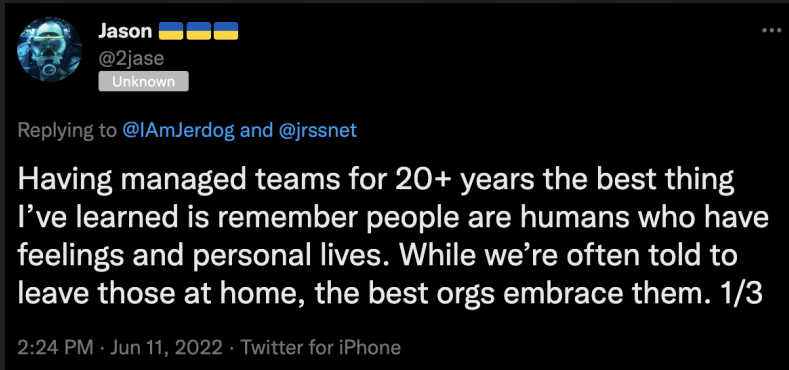 Jason 🇺🇦🇺🇦🇺🇦
@2jase
Unknown
Replying to @IAmJerdog and @jrssnet
Having managed teams for 20+ years the best thing
I’ve learned is remember people are humans who have
feelings and personal lives. While we’re often told to
leave those at home, the best orgs embrace them. 1/3
2:24 PM · Jun 11, 2022 · Twitter for iPhone